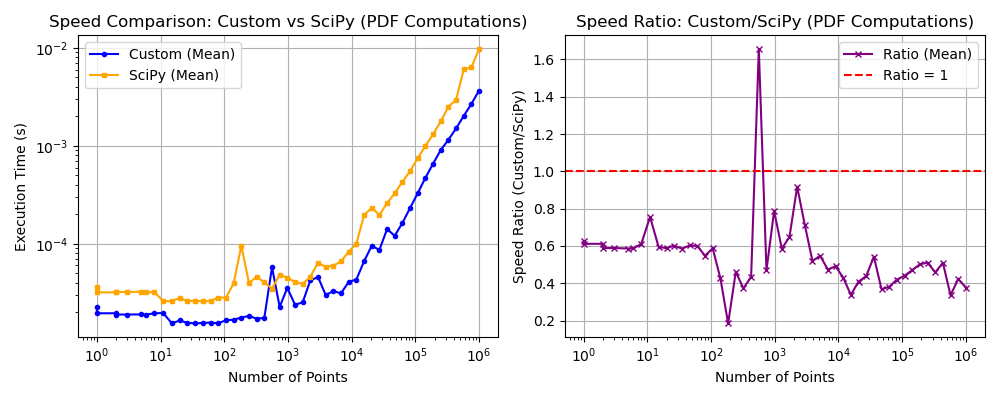 Speed Comparison: Custom vs SciPy (PDF Computations)
Custom (Mean)
SciPy (Mean)
Execution Time (s)
10⁻²
10⁻³
10⁻⁴
10⁰ 10¹ 10² 10³ 10⁴ 10⁵ 10⁶
Number of Points
Speed Ratio: Custom/SciPy (PDF Computations)
Ratio (Mean)
Ratio = 1
Speed Ratio (Custom/SciPy)
1.6
1.4
1.2
1.0
0.8
0.6
0.4
0.2
10⁰ 10¹ 10² 10³ 10⁴ 10⁵ 10⁶
Number of Points